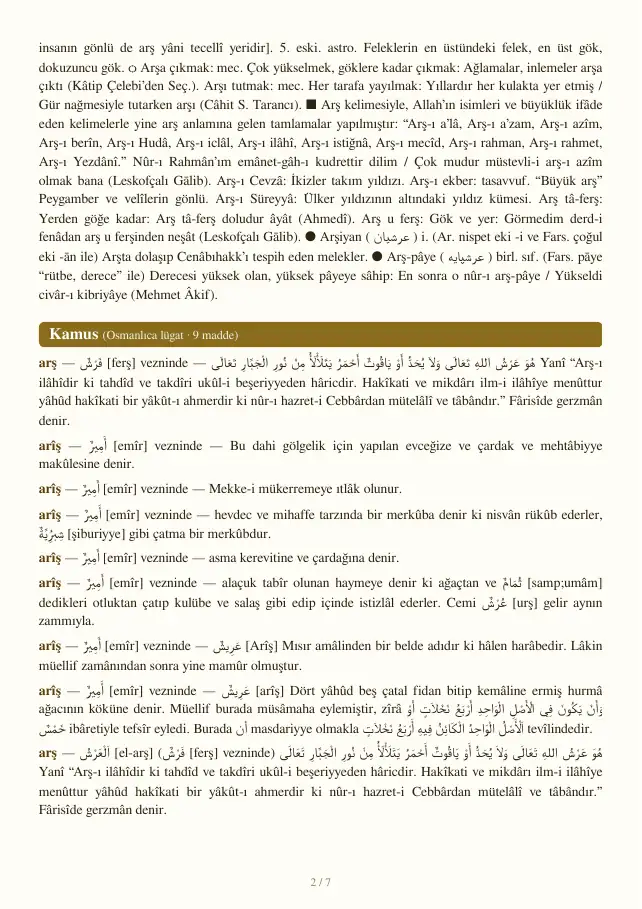 insanın gönlü de arş yâni tecellî yeridir]. 5. eski. astro. Feleklerin en üstündeki felek, en üst gök,
dokuzuncu gök. ѻ Arşa çıkmak: mec. Çok yükselmek, göklere kadar çıkmak: Ağlamalar, inlemeler arşa
çıktı (Kâtip Çelebi’den Seç.). Arşı tutmak: mec. Her tarafa yayılmak: Yıllardır her kulakta yer etmiş /
Gür nağmesiyle tutarken arşı (Câhit S. Tarancı). ■ Arş kelimesiyle, Allah’ın isimleri ve büyüklük ifâde
eden kelimelerle yine arş anlamına gelen tamlamalar yapılmıştır: “Arş-ı a’lâ, Arş-ı a’zam, Arş-ı azîm,
Arş-ı berîn, Arş-ı Hudâ, Arş-ı iclâl, Arş-ı ilâhî, Arş-ı istiğnâ, Arş-ı mecîd, Arş-ı rahman, Arş-ı rahmet,
Arş-ı Yezdânî.” Nûr-ı Rahmân’ım emânet-gâh-ı kudrettir dilim / Çok mudur müstevli-i arş-ı azîm
olmak bana (Leskofçalı Gālib). Arş-ı Cevzâ: İkizler takım yıldızı. Arş-ı ekber: tasavvuf. “Büyük arş”
Peygamber ve velîlerin gönlü. Arş-ı Süreyyâ: Ülker yıldızının altındaki yıldız kümesi. Arş tâ-ferş:
Yerden göğe kadar: Arş tâ-ferş doludur âyât (Ahmedî). Arş u ferş: Gök ve yer: Görmedim derd-i
fenâdan arş u ferşinden neşât (Leskofçalı Gālib). ● Arşiyan ( عرشيان ) i. (Ar. nispet eki -і ve Fars. çoğul
eki -ān ile) Arşta dolaşıp Cenâbıhakk’ı tespih eden melekler. ● Arş-pâye ( عرشپايه ) birl. sıf. (Fars. pāye
“rütbe, derece” ile) Derecesi yüksek olan, yüksek pâyeye sâhip: En sonra o nûr-ı arş-pâye / Yükseldi
civâr-ı kibriyâye (Mehmet Âkif).
Kamus (Osmanlıca lügat · 9 madde)
arş — فَرْشٌ [ferş] vezninde — هُوَ عَرْشُ اللهِ تَعَالَى وَلاَ يُحَدُّ أَوْ يَاقُوتٌ أَحْمَرُ يَتَلَأْلَأُ مِنْ نُورِ الْجَبَّارِ تَعَالَى Yanî “Arş-ı
ilâhîdir ki tahdîd ve takdîri ukûl-i beşeriyyeden hâricdir. Hakîkati ve mikdârı ilm-i ilâhîye menûttur
yâhûd hakîkati bir yâkût-ı ahmerdir ki nûr-ı hazret-i Cebbârdan mütelâlî ve tâbândır.” Fârisîde gerzmân
denir.
arîş — أَمِيرٌ [emîr] vezninde — Bu dahi gölgelik için yapılan evceğize ve çardak ve mehtâbiyye
makûlesine denir.
arîş — أَمِيرٌ [emîr] vezninde — Mekke-i mükerremeye ıtlâk olunur.
arîş — أَمِيرٌ [emîr] vezninde — hevdec ve mihaffe tarzında bir merkûba denir ki nisvân rükûb ederler,
شِبْرِيَّةٌ [şiburiyye] gibi çatma bir merkûbdur.
arîş — أَمِيرٌ [emîr] vezninde — asma kerevitine ve çardağına denir.
arîş — أَمِيرٌ [emîr] vezninde — alaçuk tabîr olunan haymeye denir ki ağaçtan ve ثُمَامٌ [samp;umâm]
dedikleri otluktan çatıp kulübe ve salaş gibi edip içinde istizlâl ederler. Cemi عُرْشٌ [urş] gelir aynın
zammıyla.
arîş — أَمِيرٌ [emîr] vezninde — عَرِيشٌ [Arîş] Mısır amâlinden bir belde adıdır ki hâlen harâbedir. Lâkin
müellif zamânından sonra yine mamûr olmuştur.
arîş — أَمِيرٌ [emîr] vezninde — عَرِيشٌ [arîş] Dört yâhûd beş çatal fidan bitip kemâline ermiş hurmâ
ağacının köküne denir. Müellif burada müsâmaha eylemiştir, zîrâ وَأَنْ يَكُونَ فِي الْأَصْلِ الْوَاحِدِ أَرْبَعُ نَخْلاَتٍ أَوْ
خَمْسٌ ibâretiyle tefsîr eyledi. Burada أن masdariyye olmakla اَلْأَصْلُ الْوَاحِدُ الْكَائِنُ فِيهِ أَرْبَعُ نَخْلاَتٍ tevîlindedir.
arş — اَلْعَرْشُ [el-arş] (فَرْشٌ [ferş] vezninde) هُوَ عَرْشُ اللهِ تَعَالَى وَلاَ يُحَدُّ أَوْ يَاقُوتٌ أَحْمَرُ يَتَلَأْلَأُ مِنْ نُورِ الْجَبَّارِ تَعَالَى
Yanî “Arş-ı ilâhîdir ki tahdîd ve takdîri ukûl-i beşeriyyeden hâricdir. Hakîkati ve mikdârı ilm-i ilâhîye
menûttur yâhûd hakîkati bir yâkût-ı ahmerdir ki nûr-ı hazret-i Cebbârdan mütelâlî ve tâbândır.”
Fârisîde gerzmân denir.
2 / 7